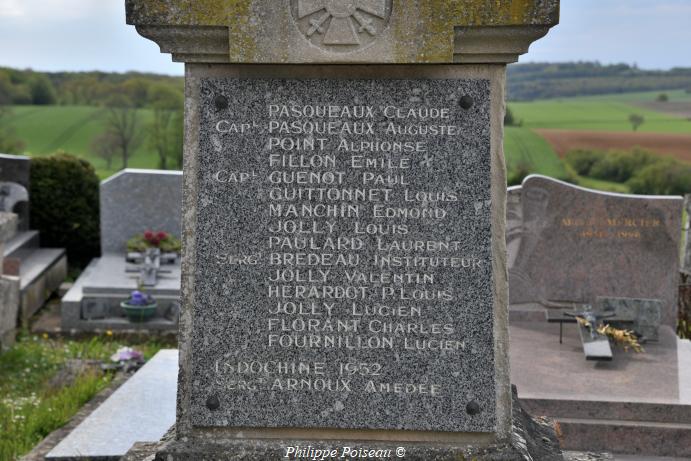 PASQUEAUX CLAUDE
CAPL PASQUEAUX AUGUSTE
POINT ALPHONSE
FILLON EMILE
CAPL GUENOT PAUL
GUITTONNET LOUIS
MANCHIN EDMOND
JOLLY LOUIS
PAULARD LAURENT
SERGT BREDEAU INSTITUTEUR
JOLLY VALENTIN
HERARDOT P. LOUIS
JOLLY LUCIEN
FLORANT CHARLES
FOURNILLON LUCIEN
INDOCHINE 1952
SERGT ARNOUX AMEDEE
MERCIER
Philippe Poiseau ©